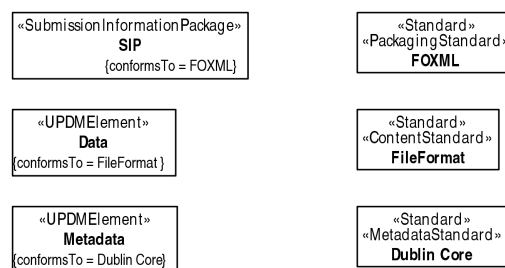 «SubmissionInformationPackage»
SIP
{conformsTo = FOXML}
«Standard»
«PackagingStandard»
FOXML
«UPDMElement»
Data
{conformsTo = FileFormat }
«Standard»
«ContentStandard»
FileFormat
«UPDMElement»
Metadata
{conformsTo = Dublin Core}
«Standard»
«MetadataStandard»
Dublin Core